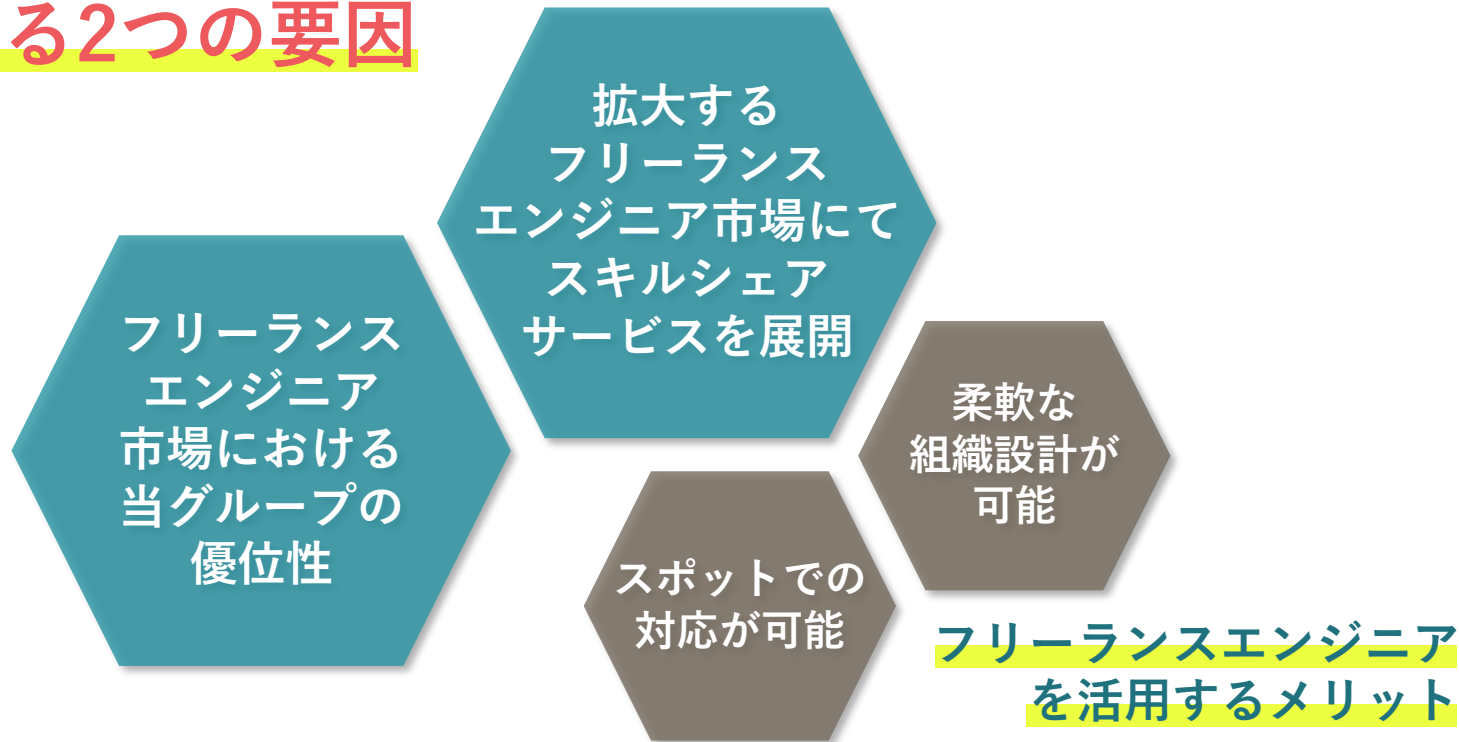 る2つの要因
拡大する
フリーランス
エンジニア市場にて
スキルシェア
サービスを展開
フリーランス
エンジニア
市場における
当グループの
優位性
柔軟な
組織設計が
可能
スポットでの
対応が可能
フリーランスエンジニア
を活用するメリット